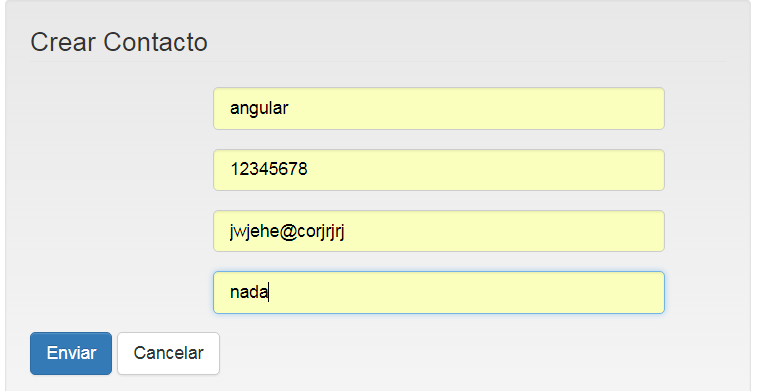 Crear Contacto
angular
12345678
jwjehe@corjrjrj
nada
Enviar Cancelar